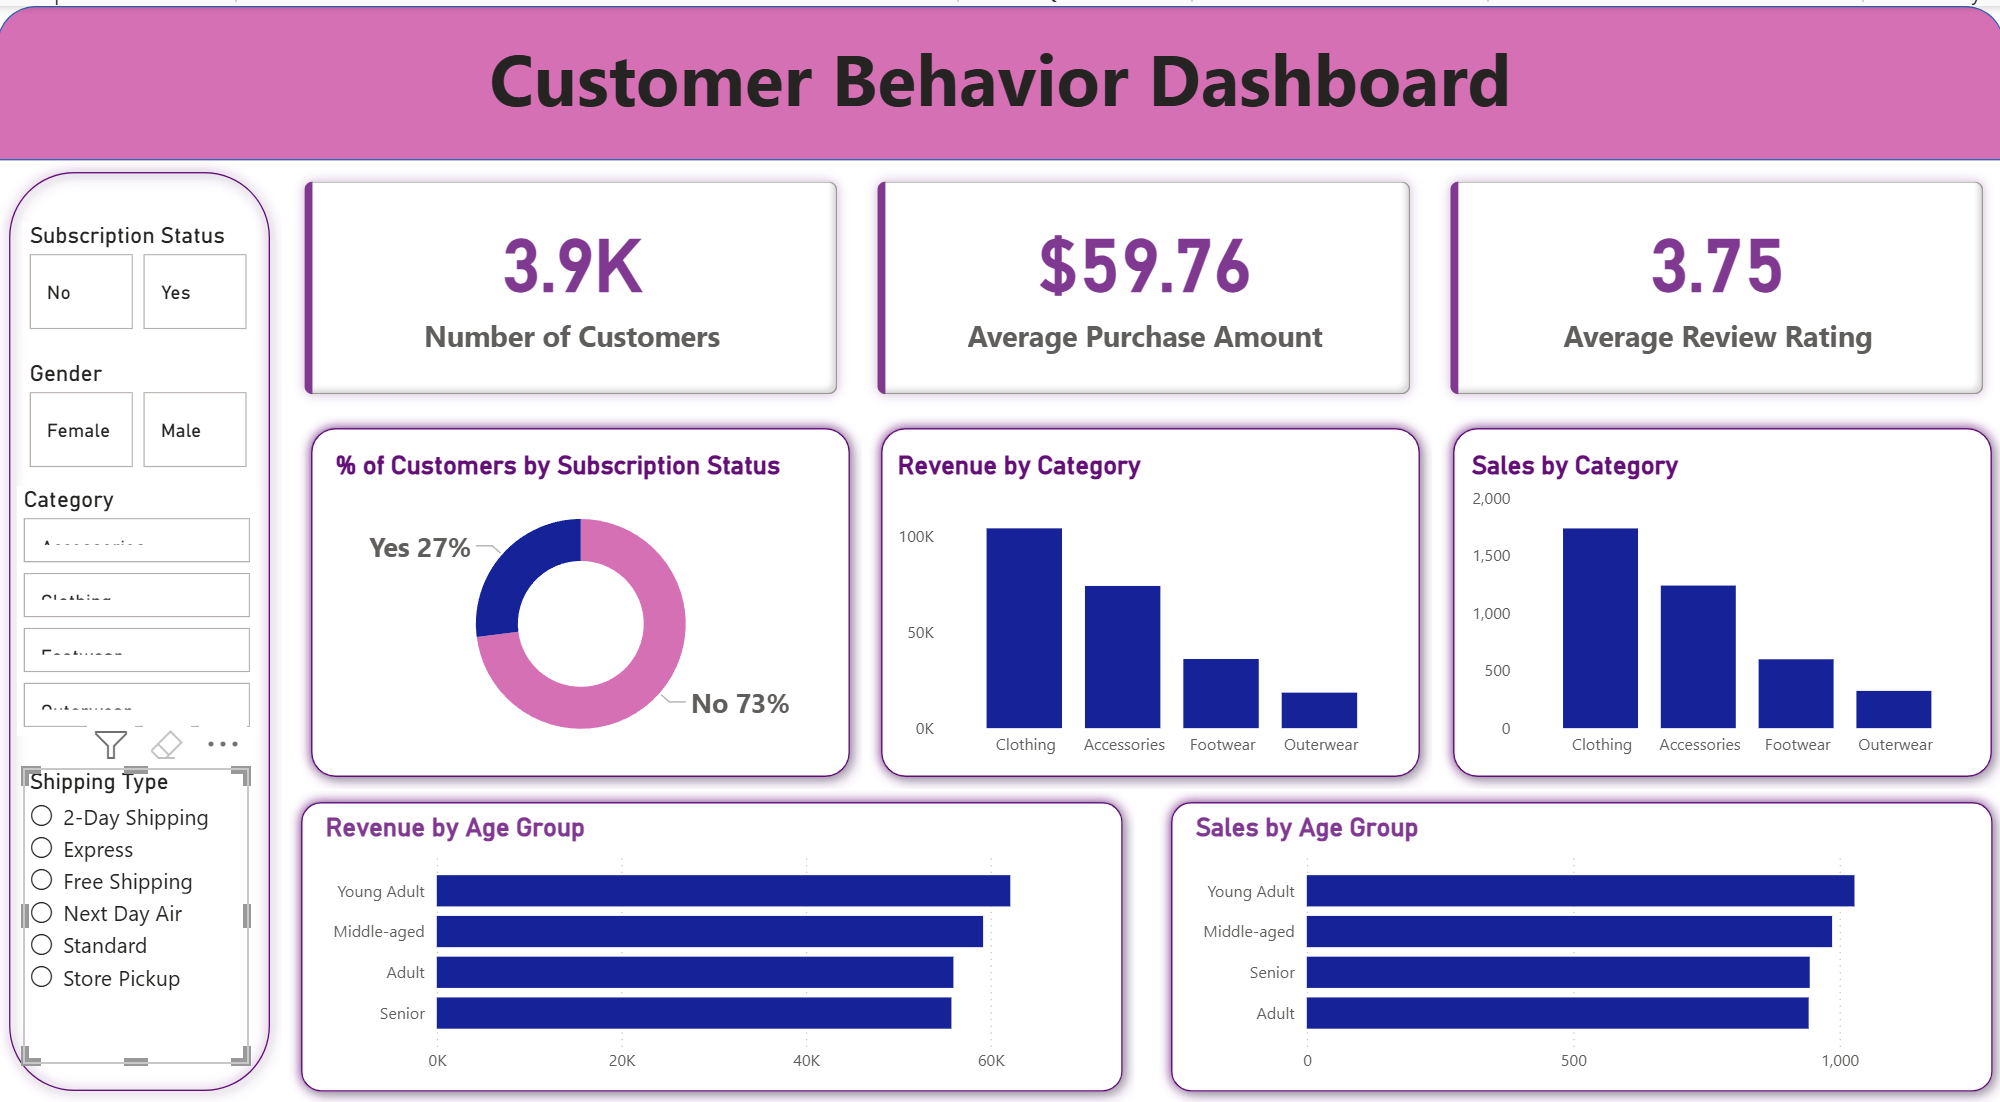 Customer Behavior Dashboard
Subscription Status
No
Yes
Gender
Female
Male
Category
Accessories
Clothing
Footwear
Outerwear
Shipping Type
2-Day Shipping
Express
Free Shipping
Next Day Air
Standard
Store Pickup
3.9K
Number of Customers
$59.76
Average Purchase Amount
3.75
Average Review Rating
% of Customers by Subscription Status
Yes 27%
No 73%
Revenue by Category
100K
50K
0K
Clothing Accessories Footwear Outerwear
Sales by Category
2,000
1,500
1,000
500
0
Clothing Accessories Footwear Outerwear
Revenue by Age Group
Young Adult
Middle-aged
Adult
Senior
0K 20K 40K 60K
Sales by Age Group
Young Adult
Middle-aged
Senior
Adult
0 500 1,000